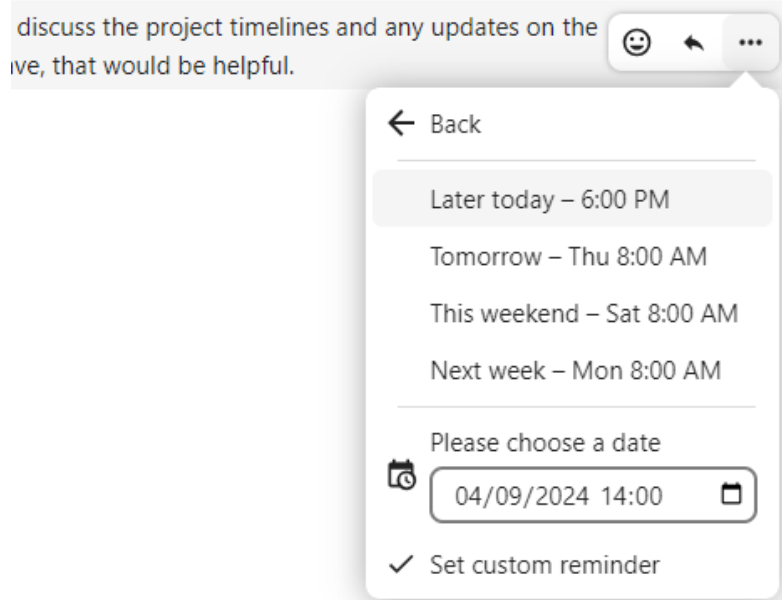 discuss the project timelines and any updates on the
ve, that would be helpful.
Back
Later today – 6:00 PM
Tomorrow – Thu 8:00 AM
This weekend – Sat 8:00 AM
Next week – Mon 8:00 AM
Please choose a date
04/09/2024 14:00
Set custom reminder